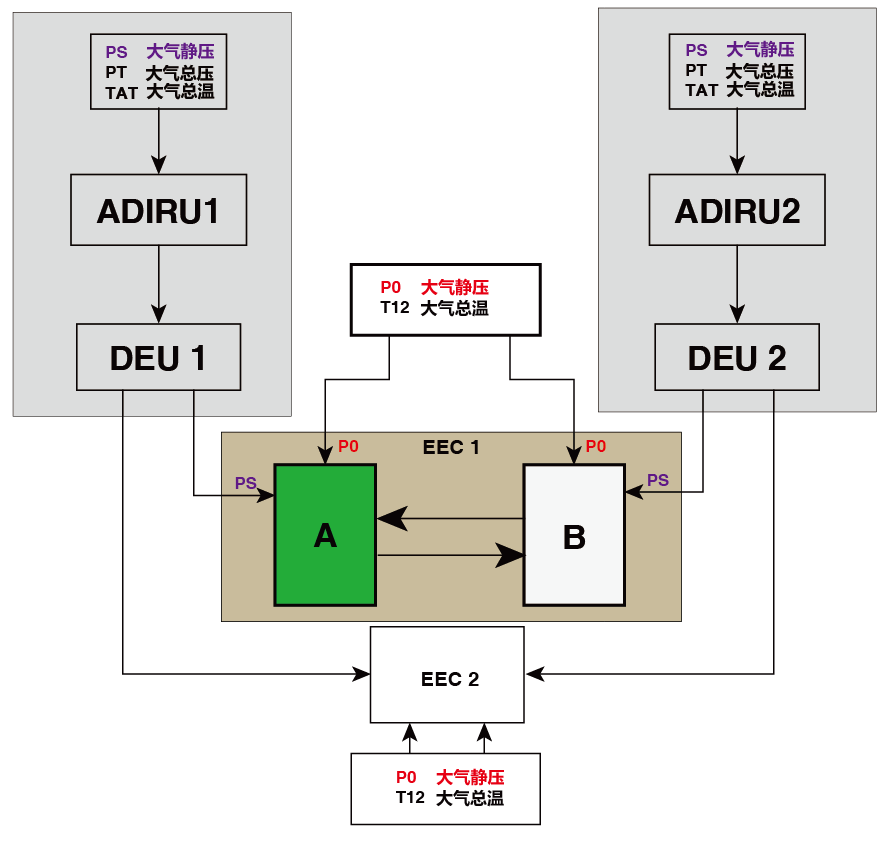 PS 大气静压
PT 大气总压
TAT 大气总温
ADIRU1
DEU 1
PS 大气静压
PT 大气总压
TAT 大气总温
ADIRU2
DEU 2
P0 大气静压
T12 大气总温
P0
EEC 1
P0
PS
PS
A
B
EEC 2
P0 大气静压
T12 大气总温